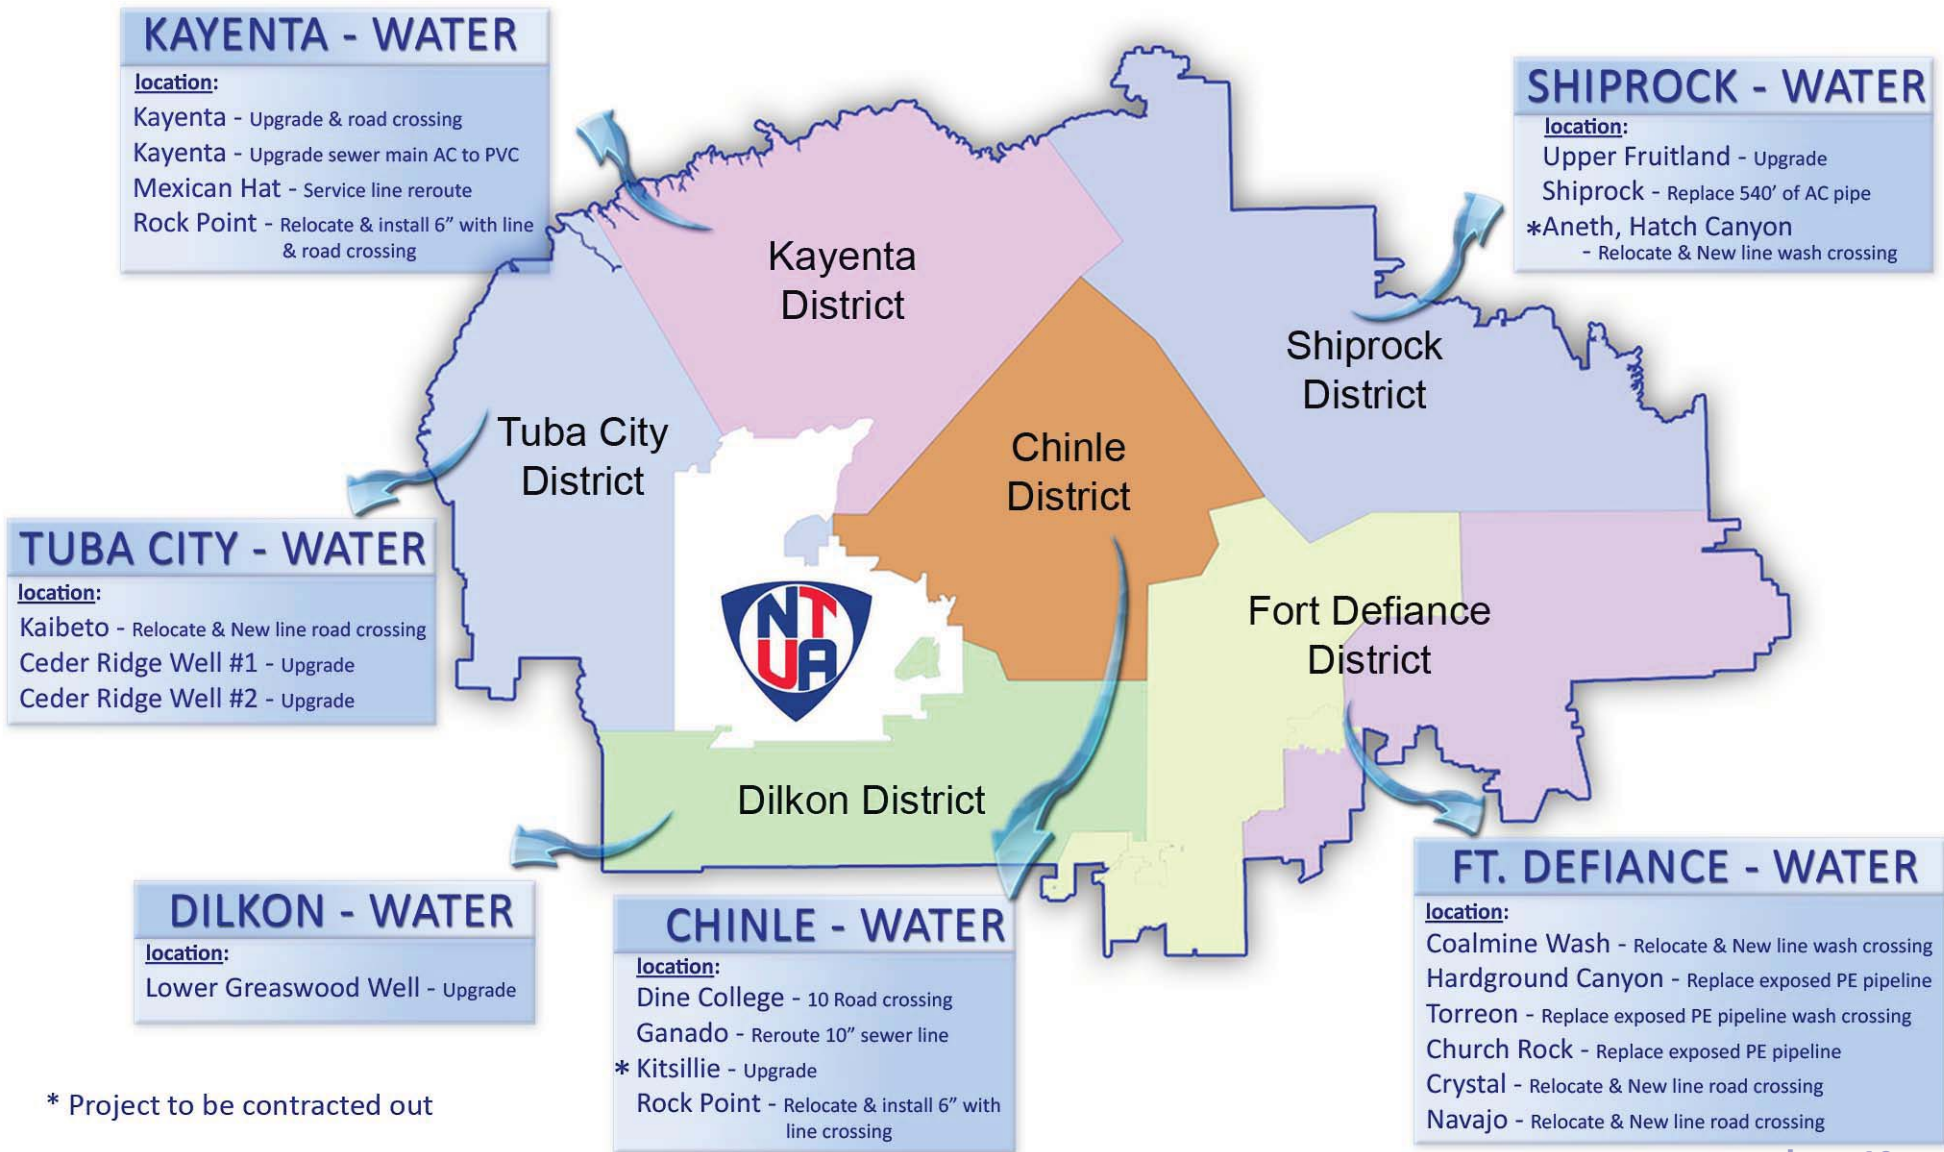 KAYENTA - WATER
location:
Kayenta - Upgrade & road crossing
Kayenta - Upgrade sewer main AC to PVC
Mexican Hat - Service line reroute
Rock Point - Relocate & install 6” with line
& road crossing
SHIPROCK - WATER
location:
Upper Fruitland - Upgrade
Shiprock - Replace 540’ of AC pipe
*Aneth, Hatch Canyon
- Relocate & New line wash crossing
Kayenta
District
Shiprock
District
Tuba City
District
Chinle
District
Fort Defiance
District
Dilkon District
NT
UA
TUBA CITY - WATER
location:
Kaibeto - Relocate & New line road crossing
Ceder Ridge Well #1 - Upgrade
Ceder Ridge Well #2 - Upgrade
DILKON - WATER
location:
Lower Greaswood Well - Upgrade
CHINLE - WATER
location:
Dine College - 10 Road crossing
Ganado - Reroute 10” sewer line
* Kitsillie - Upgrade
Rock Point - Relocate & install 6” with
line crossing
FT. DEFIANCE - WATER
location:
Coalmine Wash - Relocate & New line wash crossing
Hardground Canyon - Replace exposed PE pipeline
Torreon - Replace exposed PE pipeline wash crossing
Church Rock - Replace exposed PE pipeline
Crystal - Relocate & New line road crossing
Navajo - Relocate & New line road crossing
* Project to be contracted out